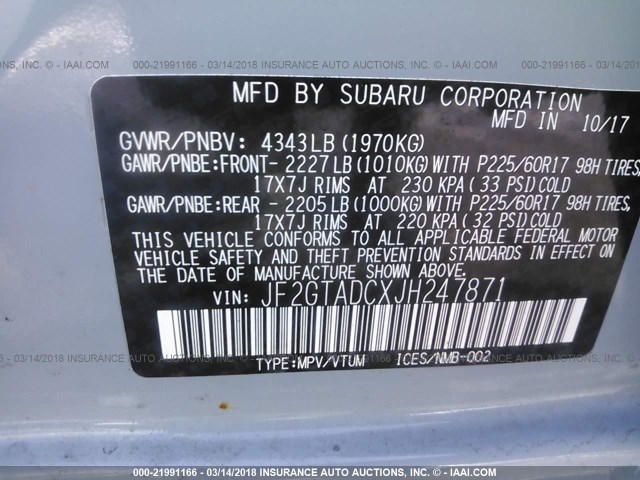 000-21991166 - 03/14/2018 INSURANCE AUTO AUCTIONS, INC. - © IAAI.COM
MFD BY SUBARU CORPORATION
MFD IN 10/17
GVWR/PNBV: 4343LB (1970KG)
GAWR/PNBE:FRONT- 2227LB (1010KG) WITH P225/60R17 98H TIRES,
17X7J RIMS AT 230 KPA (33 PSI) COLD
GAWR/PNBE:REAR - 2205LB (1000KG) WITH P225/60R17 98H TIRES,
17X7J RIMS AT 220 KPA (32 PSI) COLD
THIS VEHICLE CONFORMS TO ALL APPLICABLE FEDERAL MOTOR
VEHICLE SAFETY AND THEFT PREVENTION STANDARDS IN EFFECT
ON THE DATE OF MANUFACTURE SHOWN ABOVE.
VIN: JF2GTADCXJH247871
TYPE:MPV/VTUM ICES/NMB-002
000-21991166 - 03/14/2018 INSURANCE AUTO AUCTIONS, INC. - © IAAI.COM